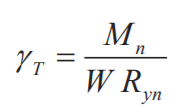 γ_T = M_n / (W R_yn)